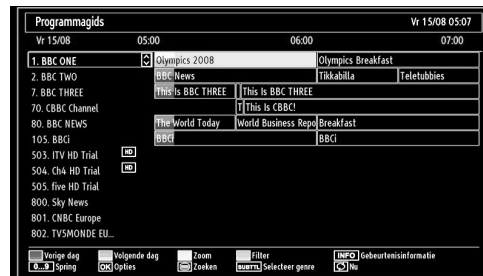 Programmagids Vr 15/08 05:07
Vr 15/08 05:00 06:00 07:00
1. BBC ONE Olympics 2008 Olympics Breakfast
2. BBC TWO BBC News Tikkabilla Teletubbies
7. BBC THREE This Is BBC THREE This Is BBC THREE
70. CBBC Channel T This Is CBBC!
80. BBC NEWS The World Today World Business Repo Breakfast
105. BBCi BBCi BBCi
503. ITV HD Trial HD
504. Ch4 HD Trial HD
505. five HD Trial
800. Sky News
801. CNBC Europe
802. TV5MONDE EU...
Vorige dag Volgende dag Zoom Filter INFO Gebeurtenisinformatie
0...9 Spring OK Opties Zoeken SUBTTL Selecteer genre Nu